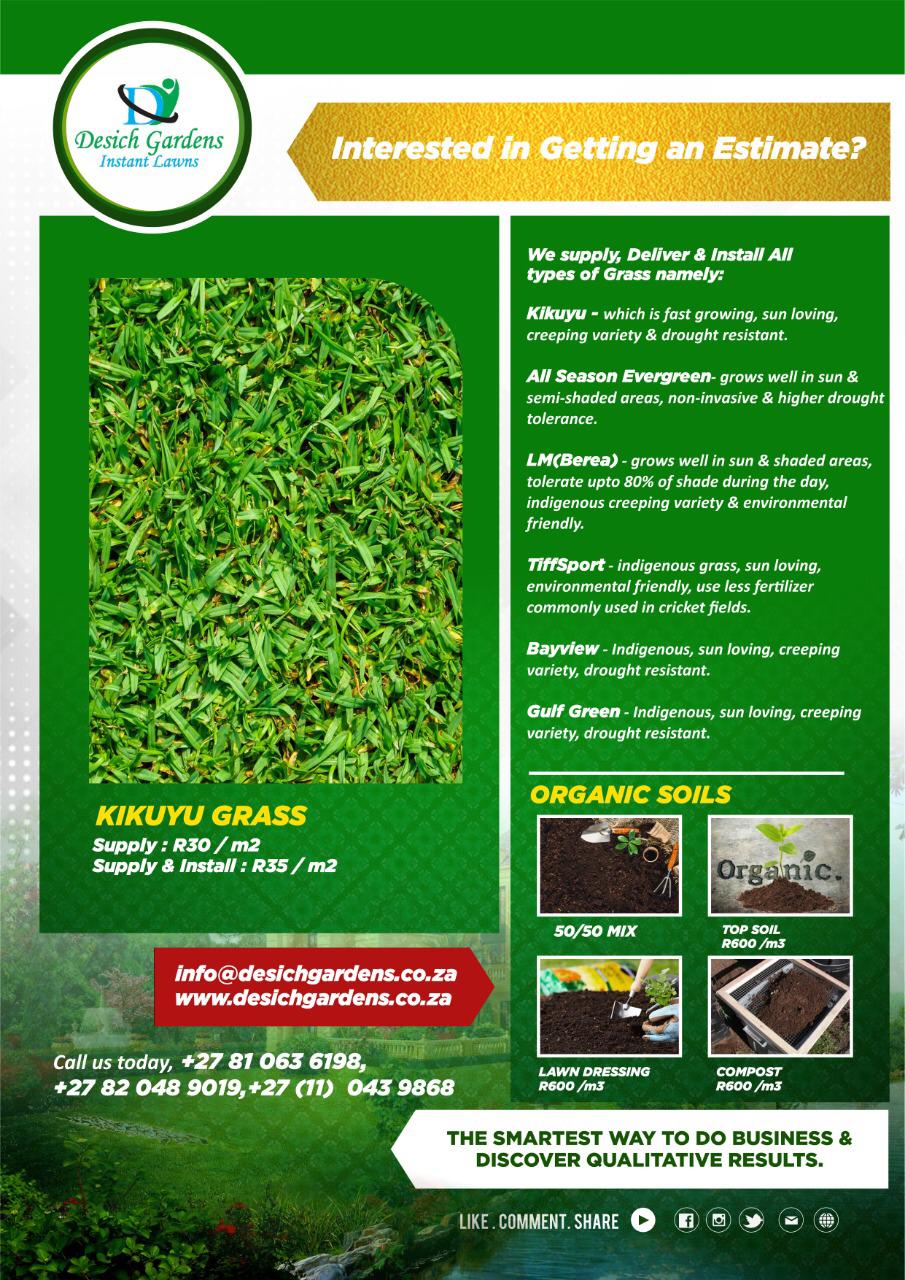 Desich Gardens
Instant Lawns
Interested in Getting an Estimate?
We supply, Deliver & Install All
types of Grass namely:
Kikuyu - which is fast growing, sun loving,
creeping variety & drought resistant.
All Season Evergreen- grows well in sun &
semi-shaded areas, non-invasive & higher drought
tolerance.
LM(Berea) - grows well in sun & shaded areas,
tolerate upto 80% of shade during the day,
indigenous creeping variety & environmental
friendly.
TiffSport - indigenous grass, sun loving,
environmental friendly, use less fertilizer
commonly used in cricket fields.
Bayview - Indigenous, sun loving, creeping
variety, drought resistant.
Gulf Green - Indigenous, sun loving, creeping
variety, drought resistant.
KIKUYU GRASS
Supply : R30 / m2
Supply & Install : R35 / m2
ORGANIC SOILS
Organic.
50/50 MIX
TOP SOIL
R600 /m3
LAWN DRESSING
R600 /m3
COMPOST
R600 /m3
info@desichgardens.co.za
www.desichgardens.co.za
Call us today, +27 81 063 6198,
+27 82 048 9019,+27 (11) 043 9868
THE SMARTEST WAY TO DO BUSINESS &
DISCOVER QUALITATIVE RESULTS.
LIKE . COMMENT. SHARE